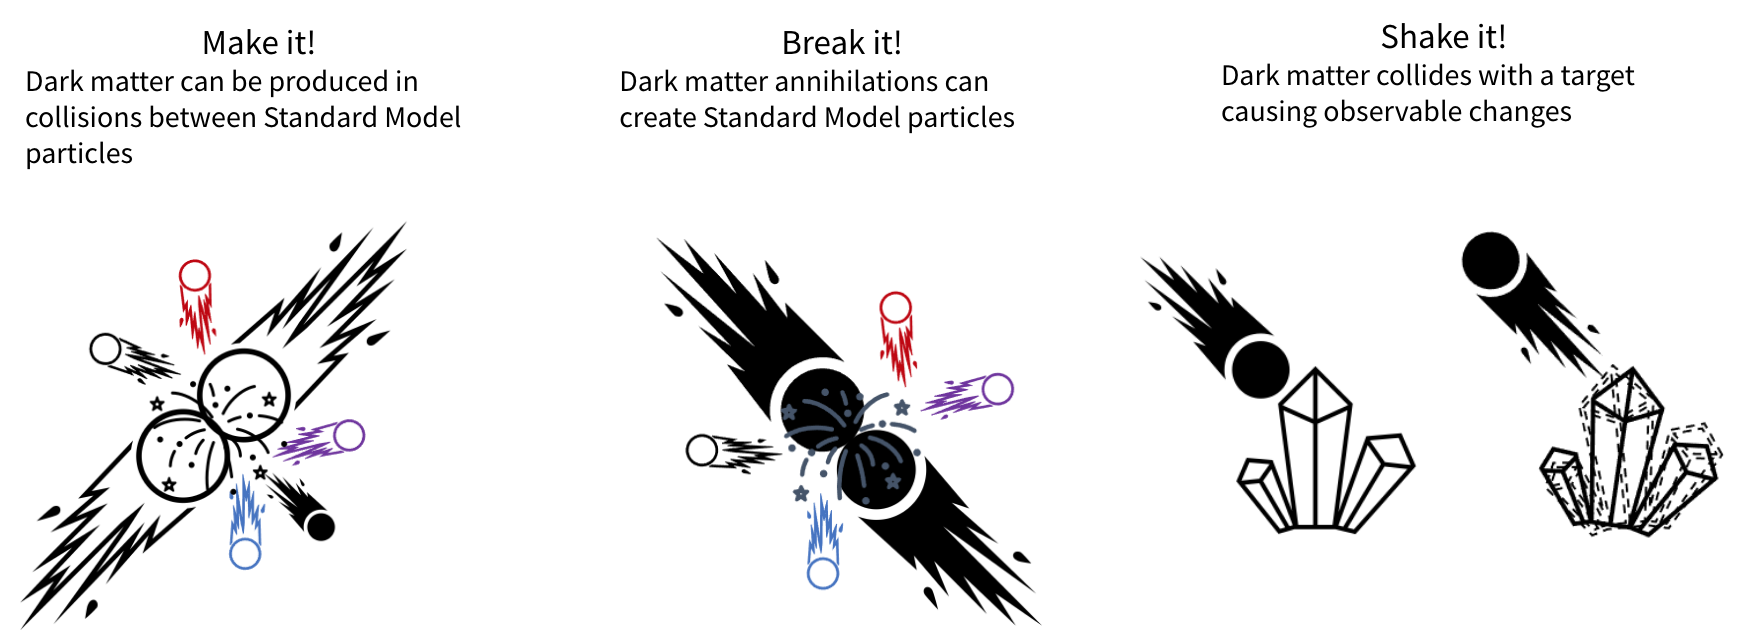 Make it!
Dark matter can be produced in
collisions between Standard Model
particles
Break it!
Dark matter annihilations can
create Standard Model particles
Shake it!
Dark matter collides with a target
causing observable changes